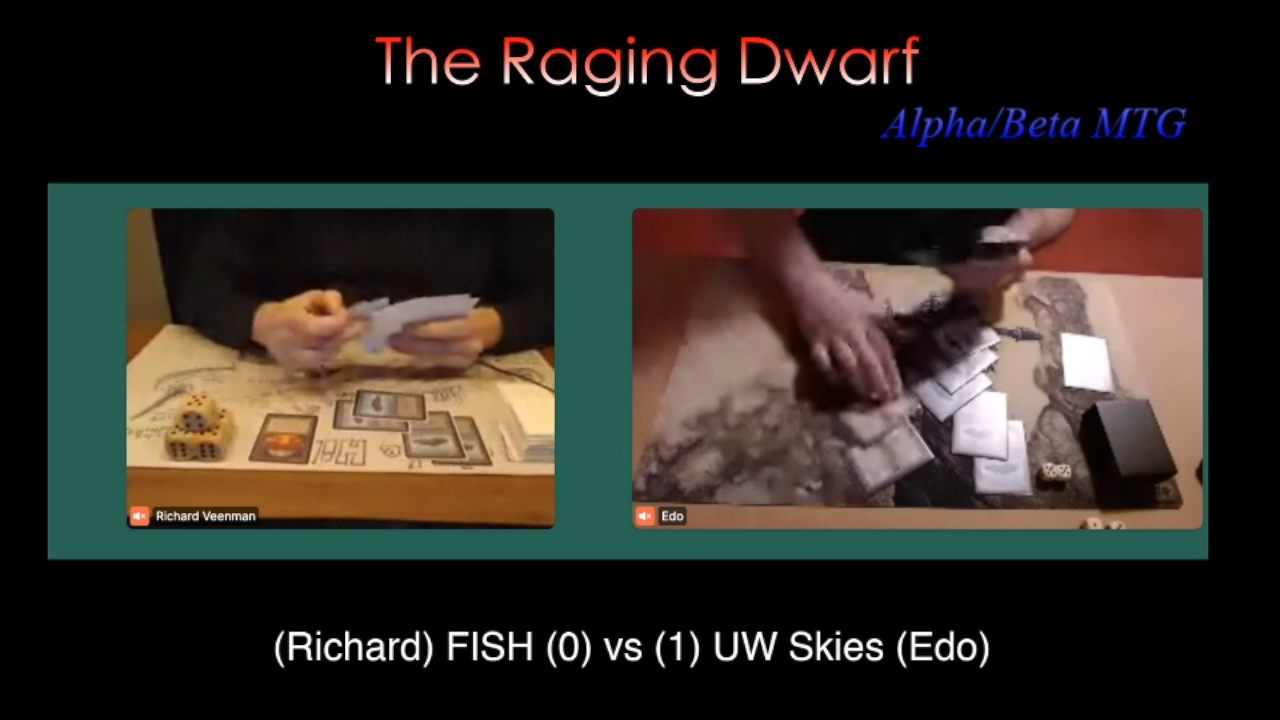 The Raging Dwarf
Alpha/Beta MTG
Richard Veenman
Edo
(Richard) FISH (0) vs (1) UW Skies (Edo)